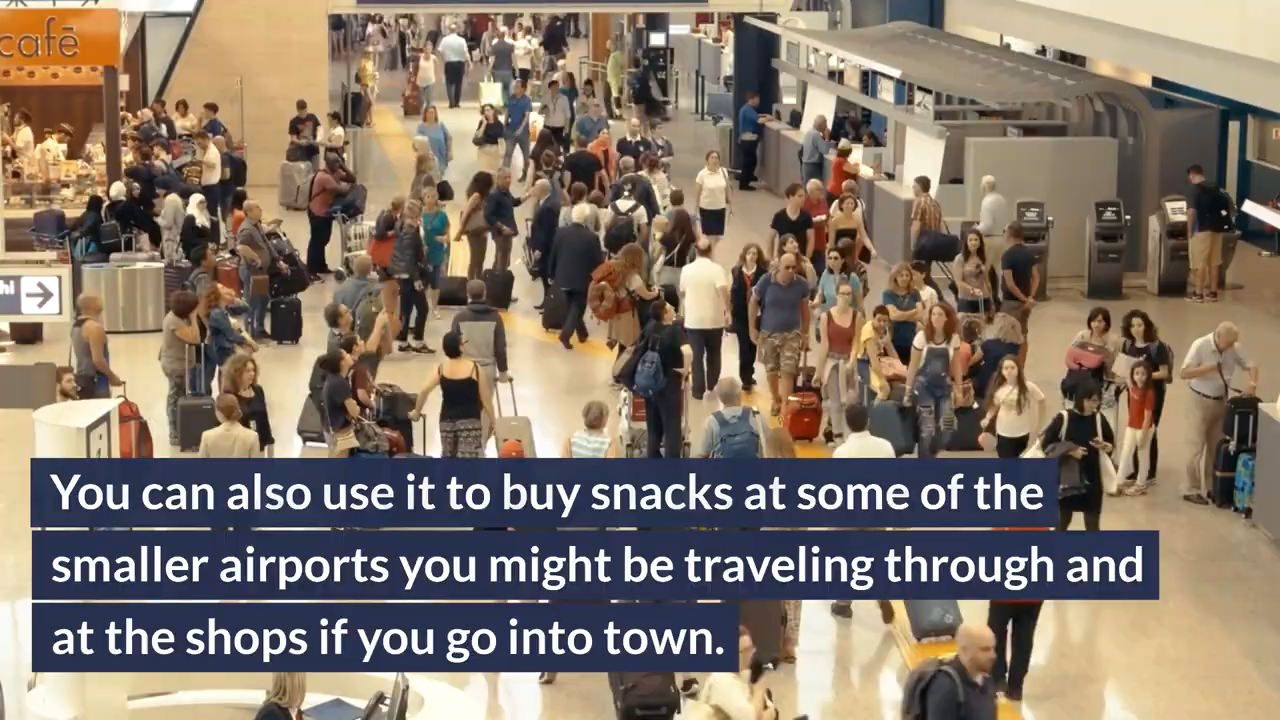 café
hi
You can also use it to buy snacks at some of the
smaller airports you might be traveling through and
at the shops if you go into town.